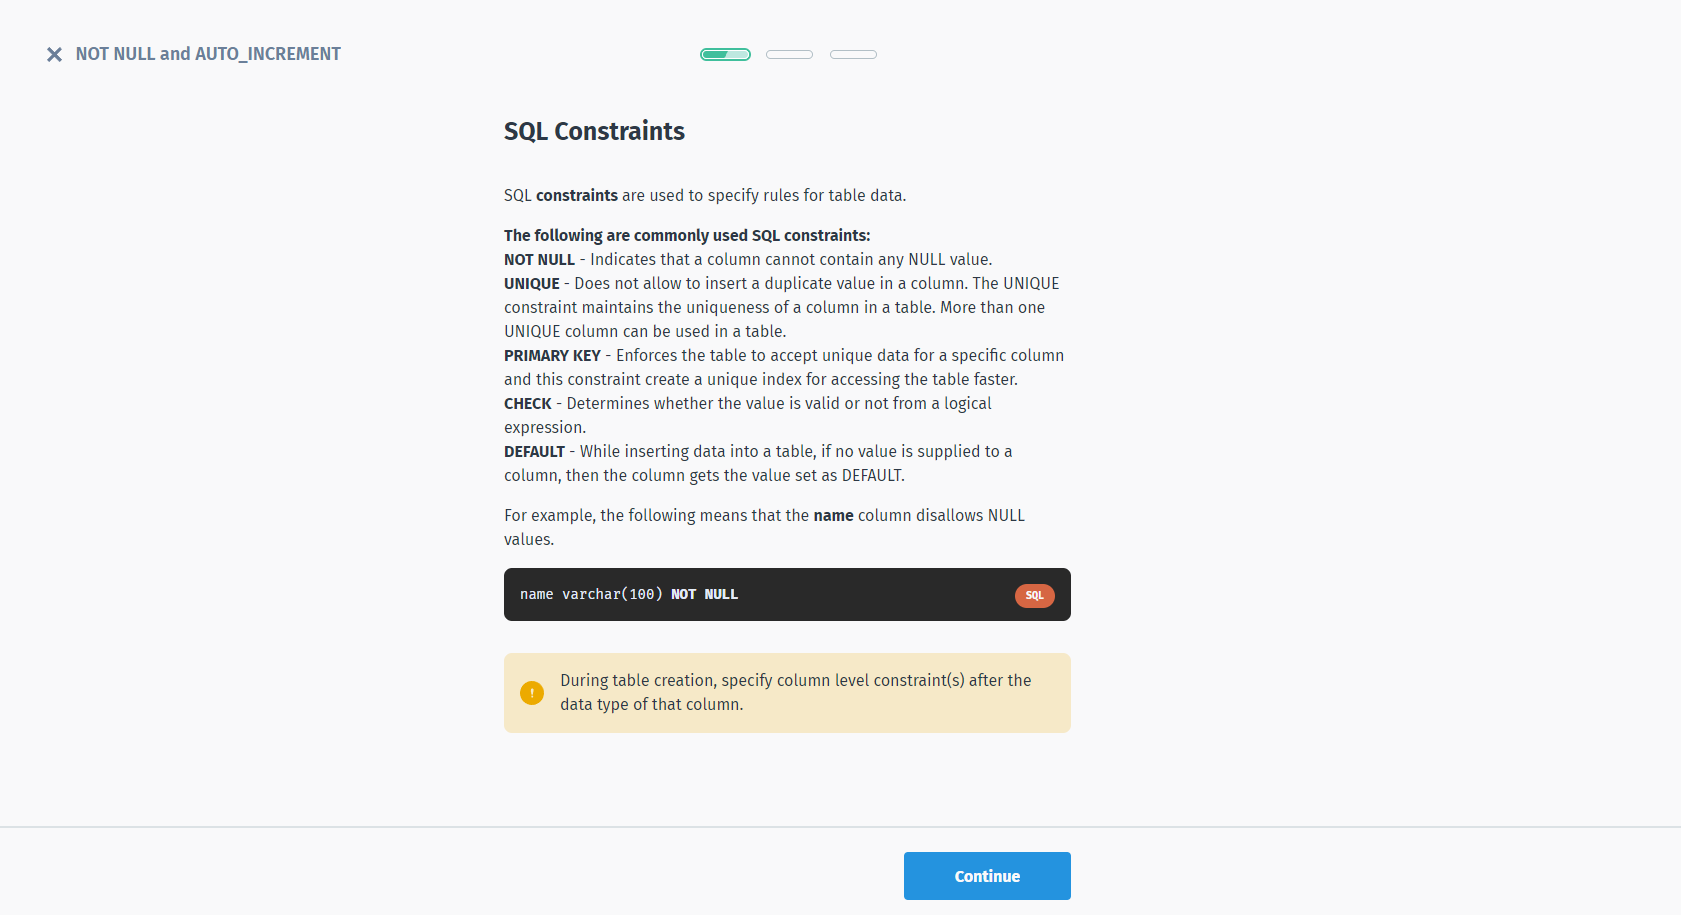 NOT NULL and AUTO_INCREMENT
SQL Constraints
SQL constraints are used to specify rules for table data.
The following are commonly used SQL constraints:
NOT NULL - Indicates that a column cannot contain any NULL value.
UNIQUE - Does not allow to insert a duplicate value in a column. The UNIQUE
constraint maintains the uniqueness of a column in a table. More than one
UNIQUE column can be used in a table.
PRIMARY KEY - Enforces the table to accept unique data for a specific column
and this constraint create a unique index for accessing the table faster.
CHECK - Determines whether the value is valid or not from a logical
expression.
DEFAULT - While inserting data into a table, if no value is supplied to a
column, then the column gets the value set as DEFAULT.
For example, the following means that the name column disallows NULL
values.
name varchar(100) NOT NULL
SQL
During table creation, specify column level constraint(s) after the
data type of that column.
Continue